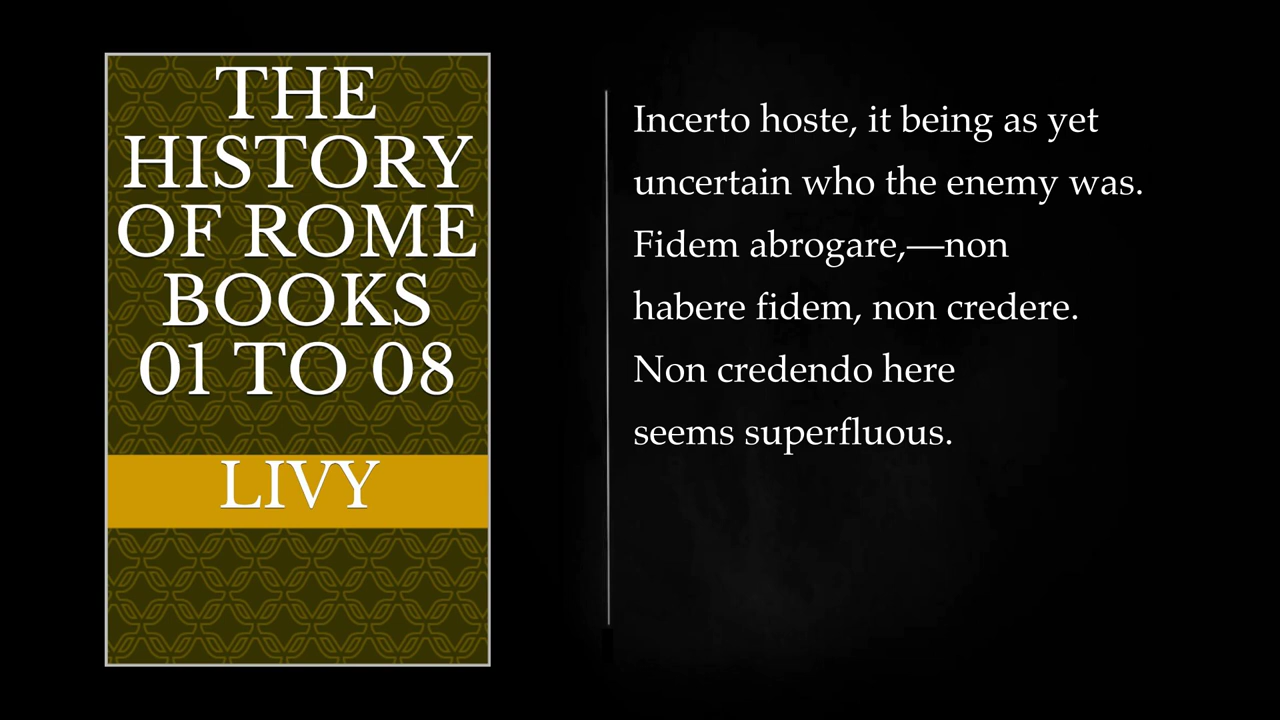 THE
HISTORY
OF ROME
BOOKS
01 TO 08
LIVY
Incerto hoste, it being as yet
uncertain who the enemy was.
Fidem abrogare,—non
habere fidem, non credere.
Non credendo here
seems superfluous.